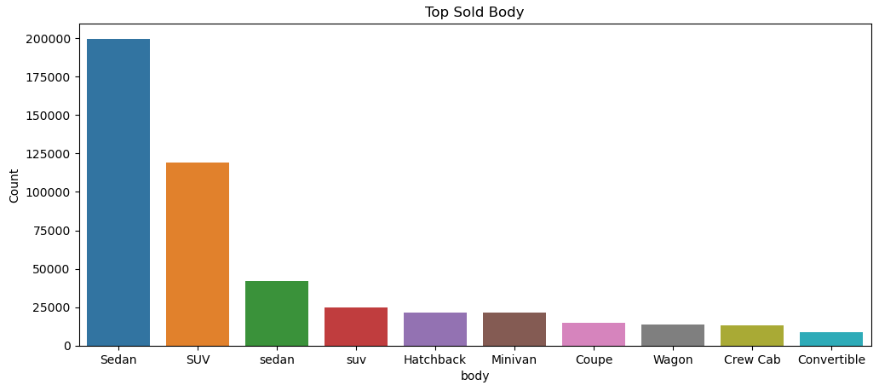 Top Sold Body
200000
175000
150000
125000
100000
75000
50000
25000
0
Count
Sedan SUV sedan suv Hatchback Minivan Coupe Wagon Crew Cab Convertible
body